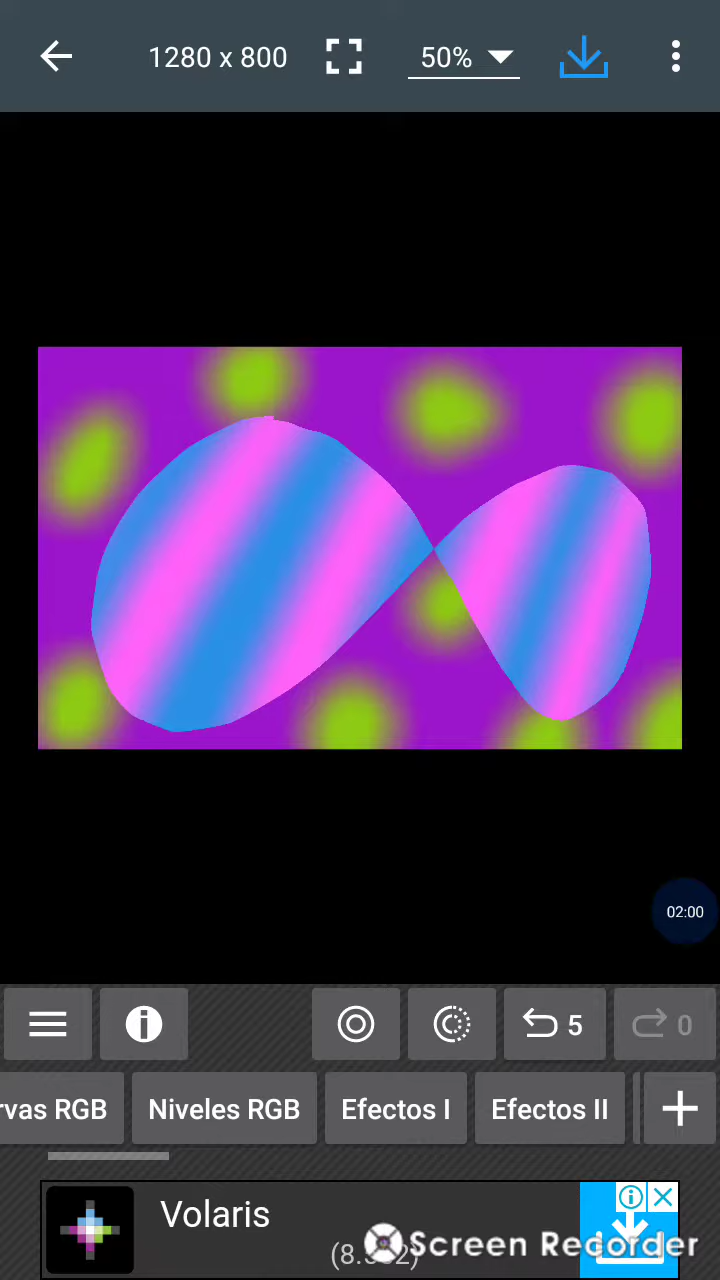 1280 x 800
50%
02:00
5
0
rvas RGB
Niveles RGB
Efectos I
Efectos II
Volaris
Screen Recorder